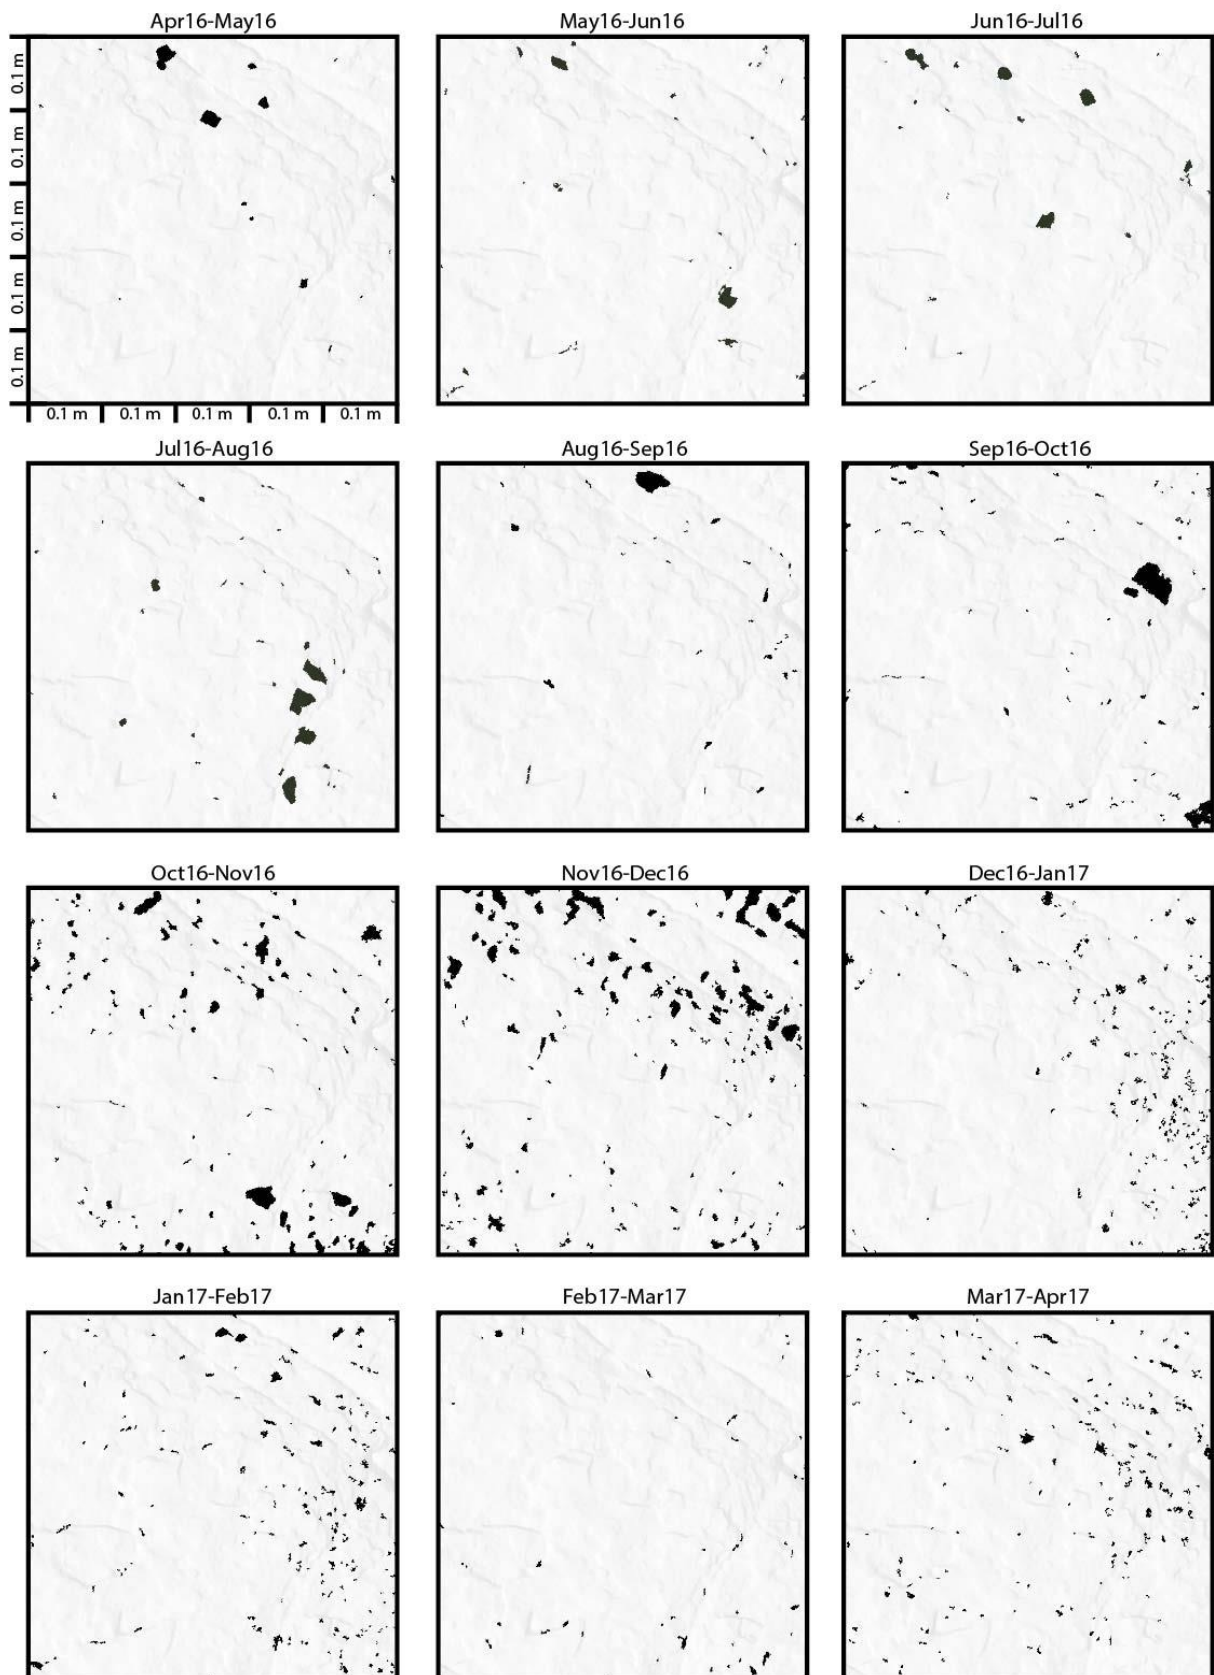 Apr16-May16 May16-Jun16 Jun16-Jul16
0.1 m
0.1 m
0.1 m
0.1 m
0.1 m
0.1 m 0.1 m 0.1 m 0.1 m 0.1 m
Jul16-Aug16 Aug16-Sep16 Sep16-Oct16
Oct16-Nov16 Nov16-Dec16 Dec16-Jan17
Jan17-Feb17 Feb17-Mar17 Mar17-Apr17